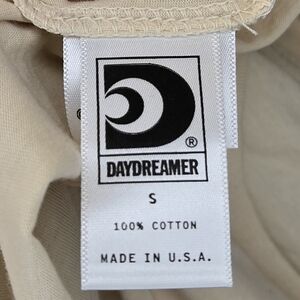 ®
DAYDREAMER
S
100% COTTON
MADE IN U.S.A.